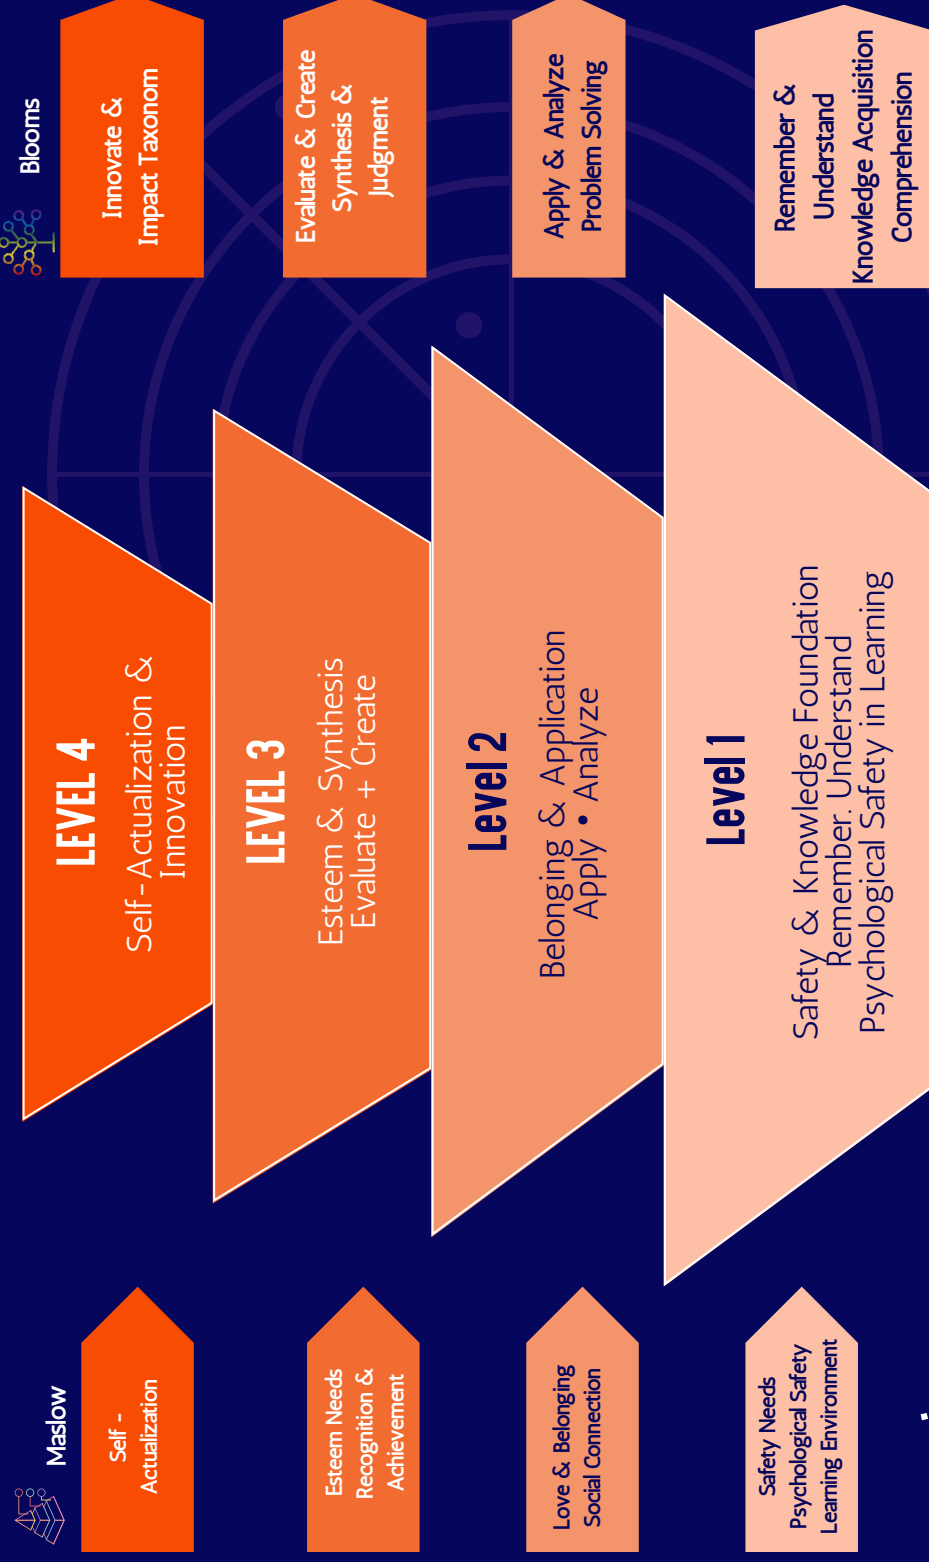 Maslow
Blooms
Self -
Actualization
LEVEL 4
Self-Actualization &
Innovation
Innovate &
Impact Taxonom
Esteem Needs
Recognition &
Achievement
LEVEL 3
Esteem & Synthesis
Evaluate + Create
Evaluate & Create
Synthesis &
Judgment
Love & Belonging
Social Connection
Level 2
Belonging & Application
Apply • Analyze
Apply & Analyze
Problem Solving
Safety Needs
Psychological Safety
Learning Environment
Level 1
Safety & Knowledge Foundation
Remember. Understand
Psychological Safety in Learning
Remember &
Understand
Knowledge Acquisition
Comprehension